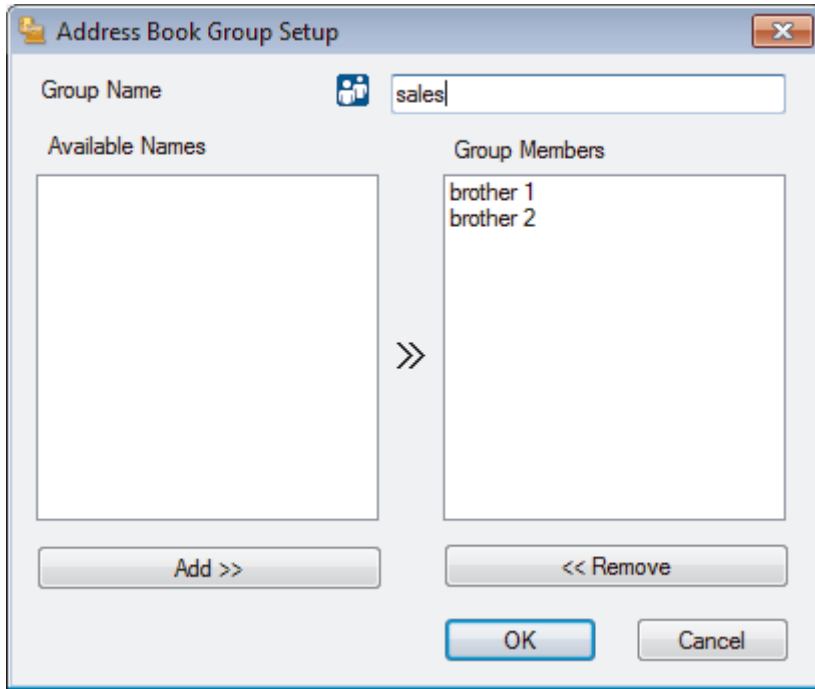 Address Book Group Setup
Group Name
sales
Available Names
Group Members
brother 1
brother 2
Add >>
<< Remove
OK
Cancel